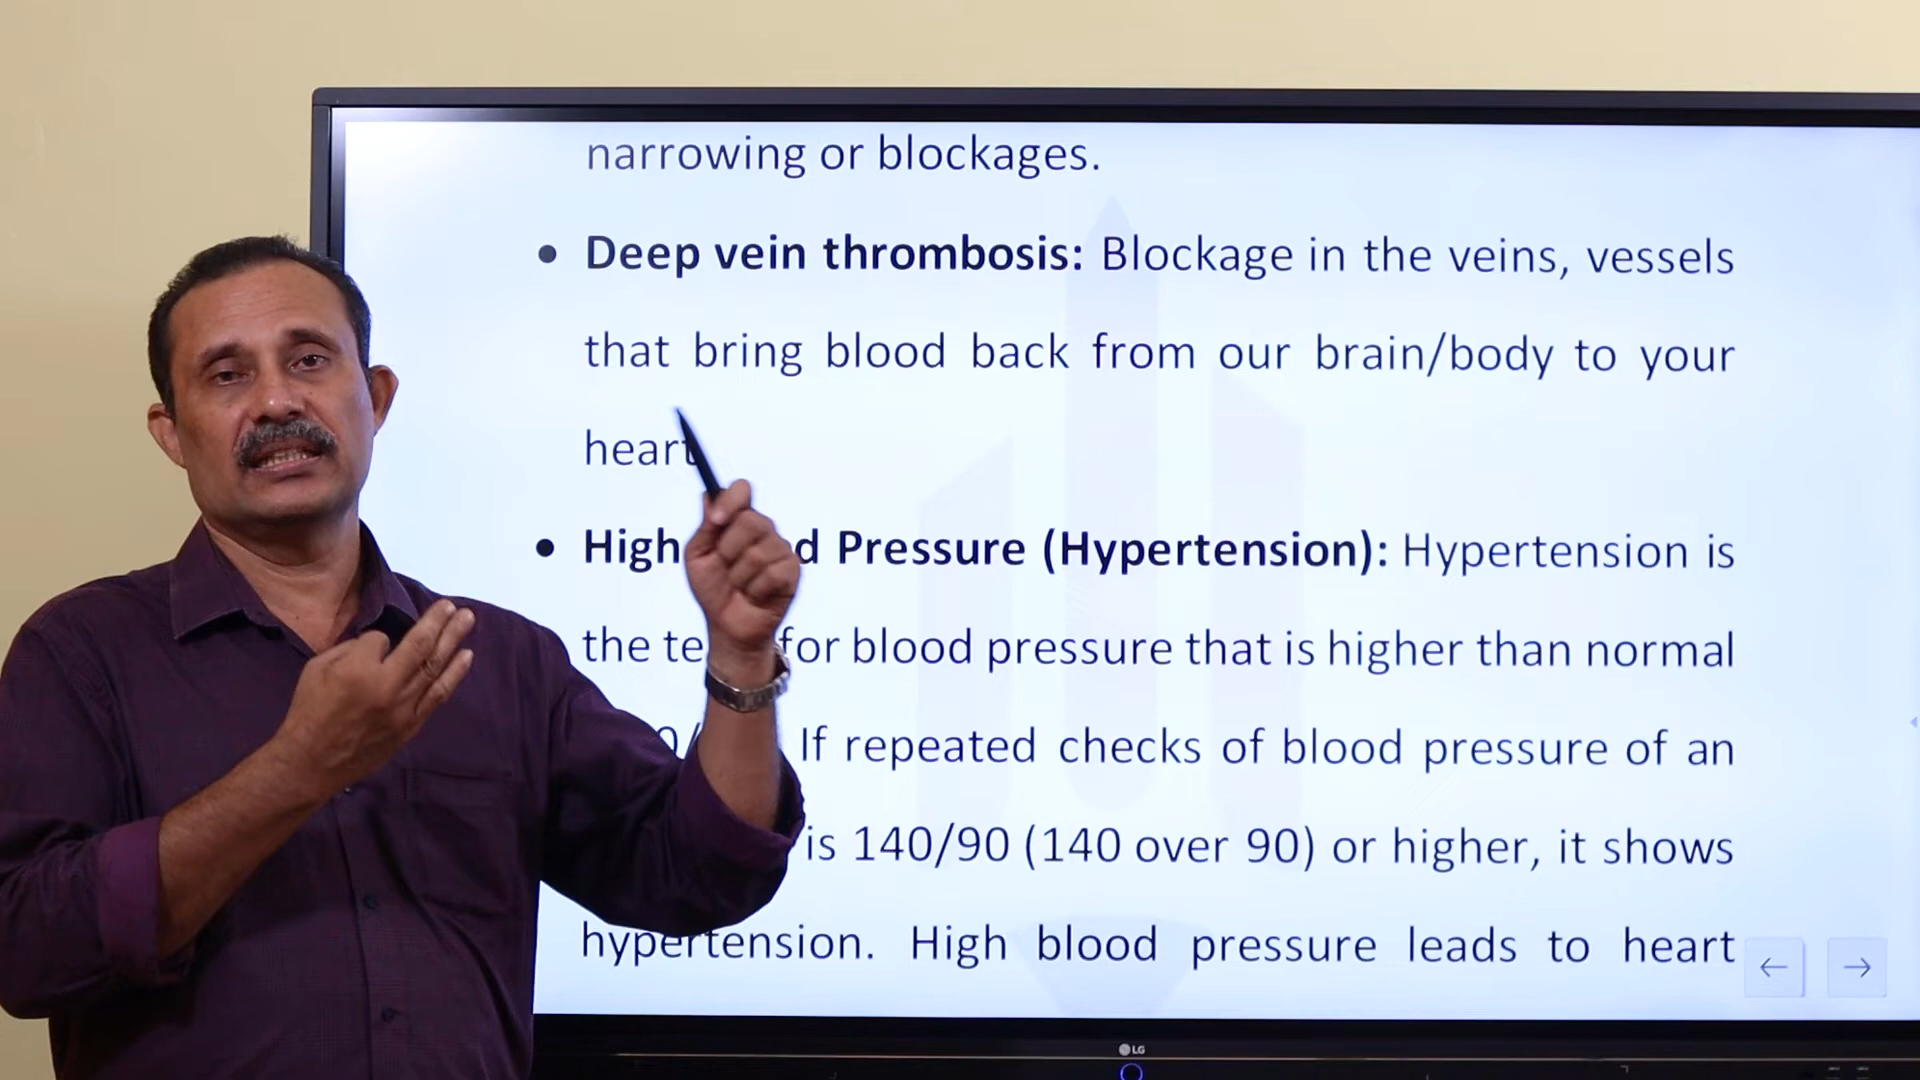 narrowing or blockages.
• Deep vein thrombosis: Blockage in the veins, vessels
that bring blood back from our brain/body to your
heart
• High Pressure (Hypertension): Hypertension is
the for blood pressure that is higher than normal
If repeated checks of blood pressure of an
is 140/90 (140 over 90) or higher, it shows
hypertension. High blood pressure leads to heart
← →
LG